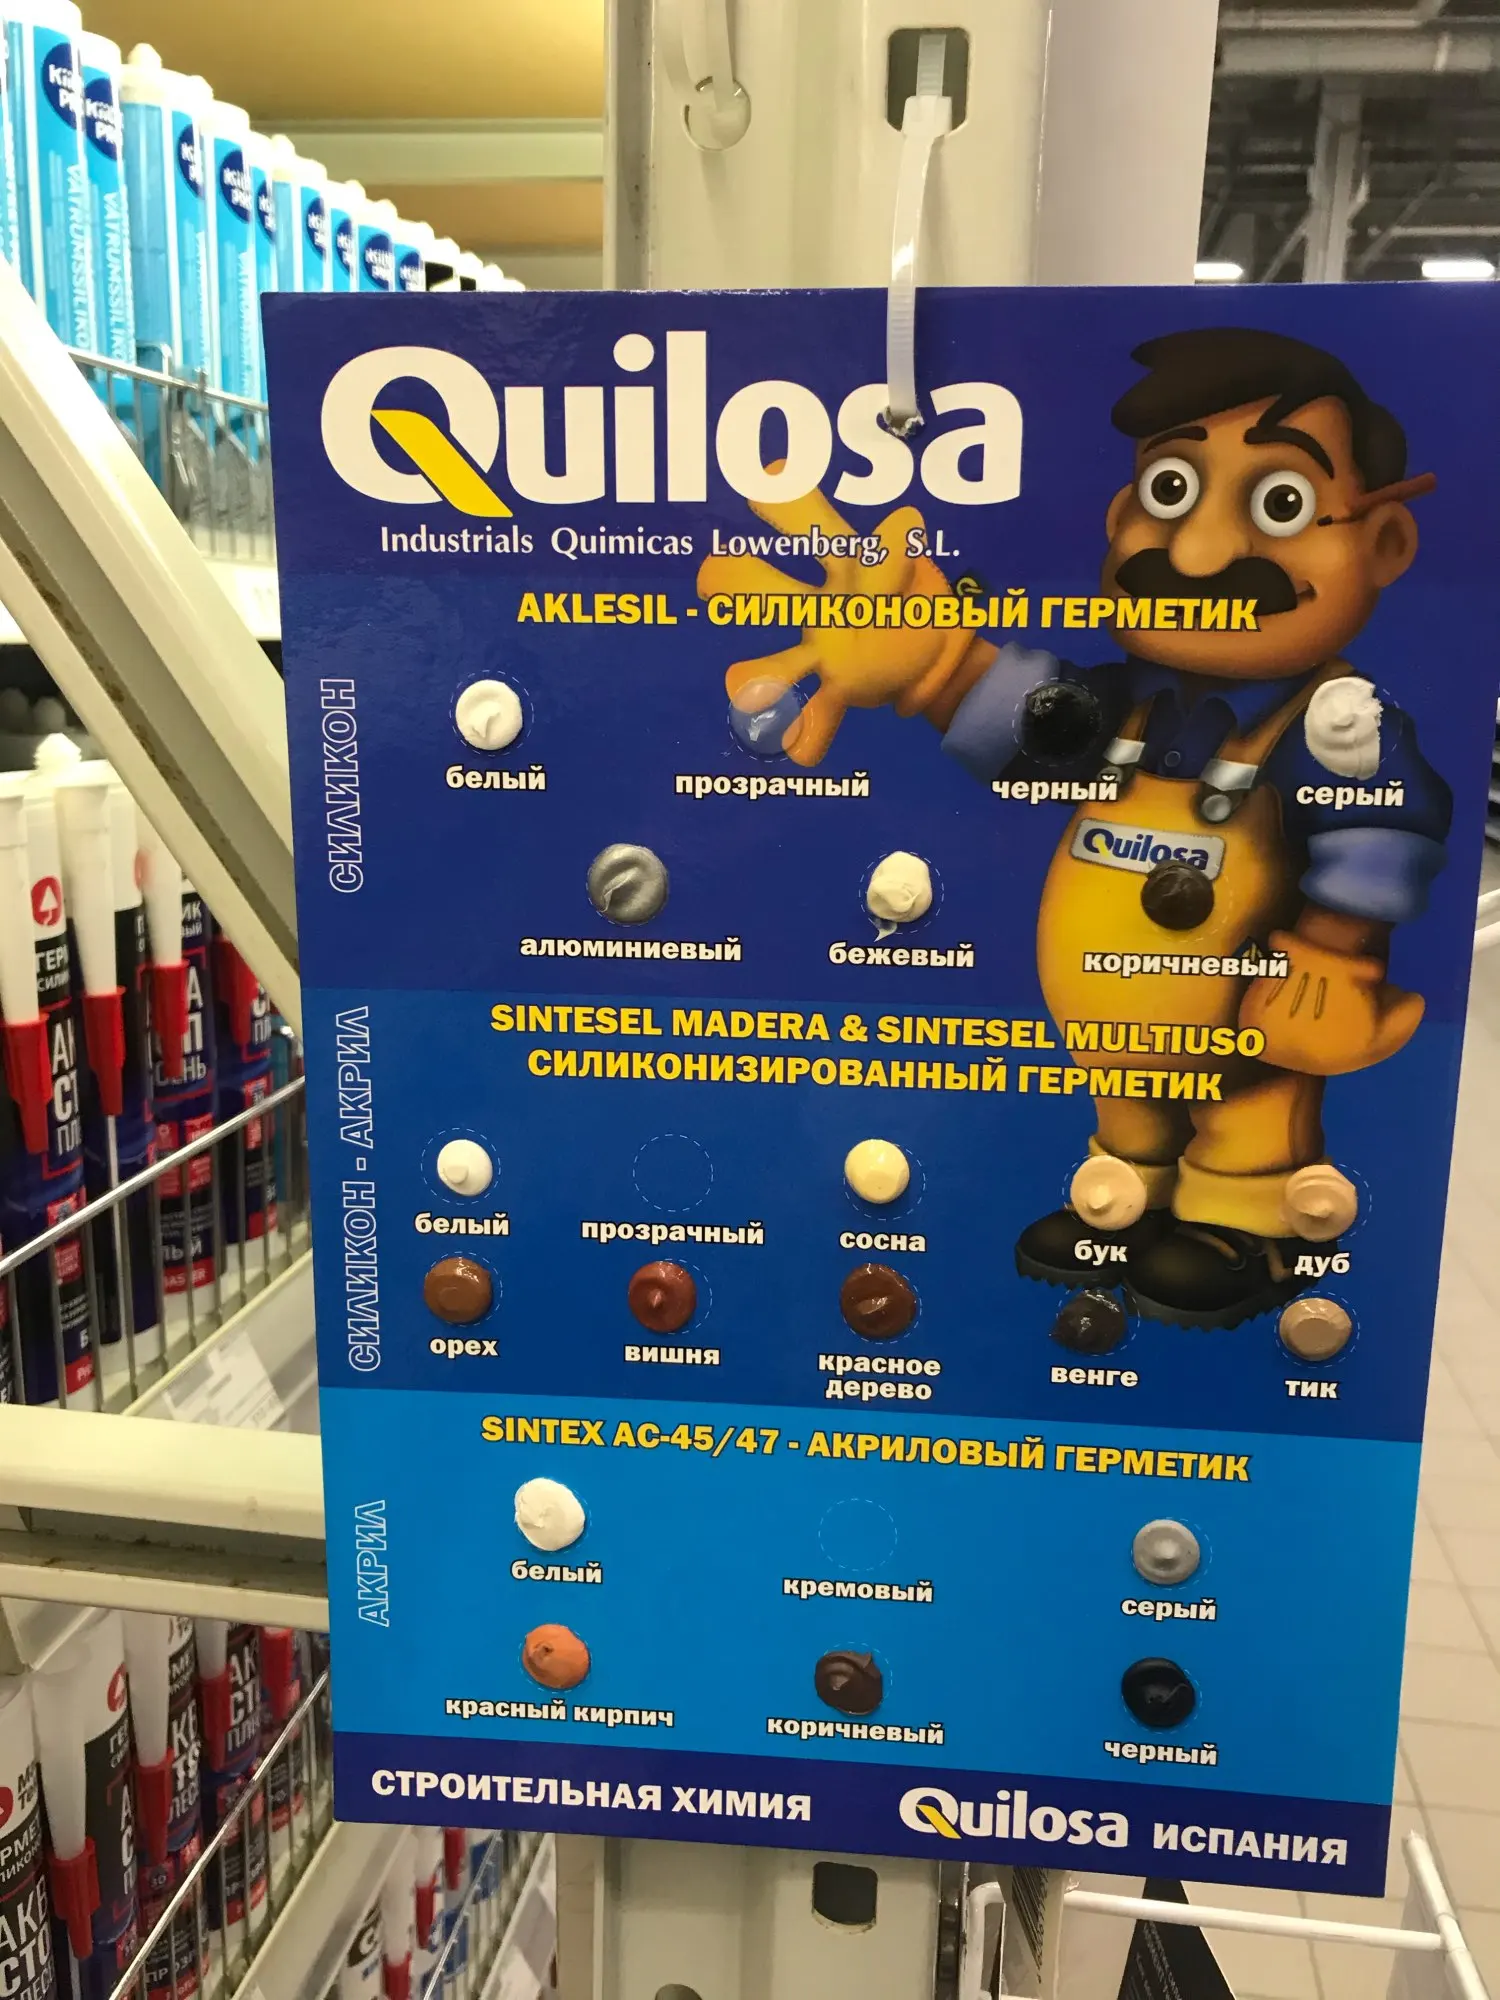 Quilosa
Industrials Quimicas Lowenberg, S.L.
AKLESIL - СИЛИКОНОВЫЙ ГЕРМЕТИК
СИЛИКОН
белый
прозрачный
черный
серый
Quilosa
алюминиевый
бежевый
коричневый
SINTESEL MADERA & SINTESEL MULTIUSO
СИЛИКОНИЗИРОВАННЫЙ ГЕРМЕТИК
СИЛИКОН - АКРИЛ
белый
прозрачный
сосна
бук
дуб
орех
вишня
красное
дерево
венге
тик
SINTEX AC-45/47 - АКРИЛОВЫЙ ГЕРМЕТИК
АКРИЛ
белый
кремовый
серый
красный кирпич
коричневый
черный
СТРОИТЕЛЬНАЯ ХИМИЯ
Quilosa ИСПАНИЯ